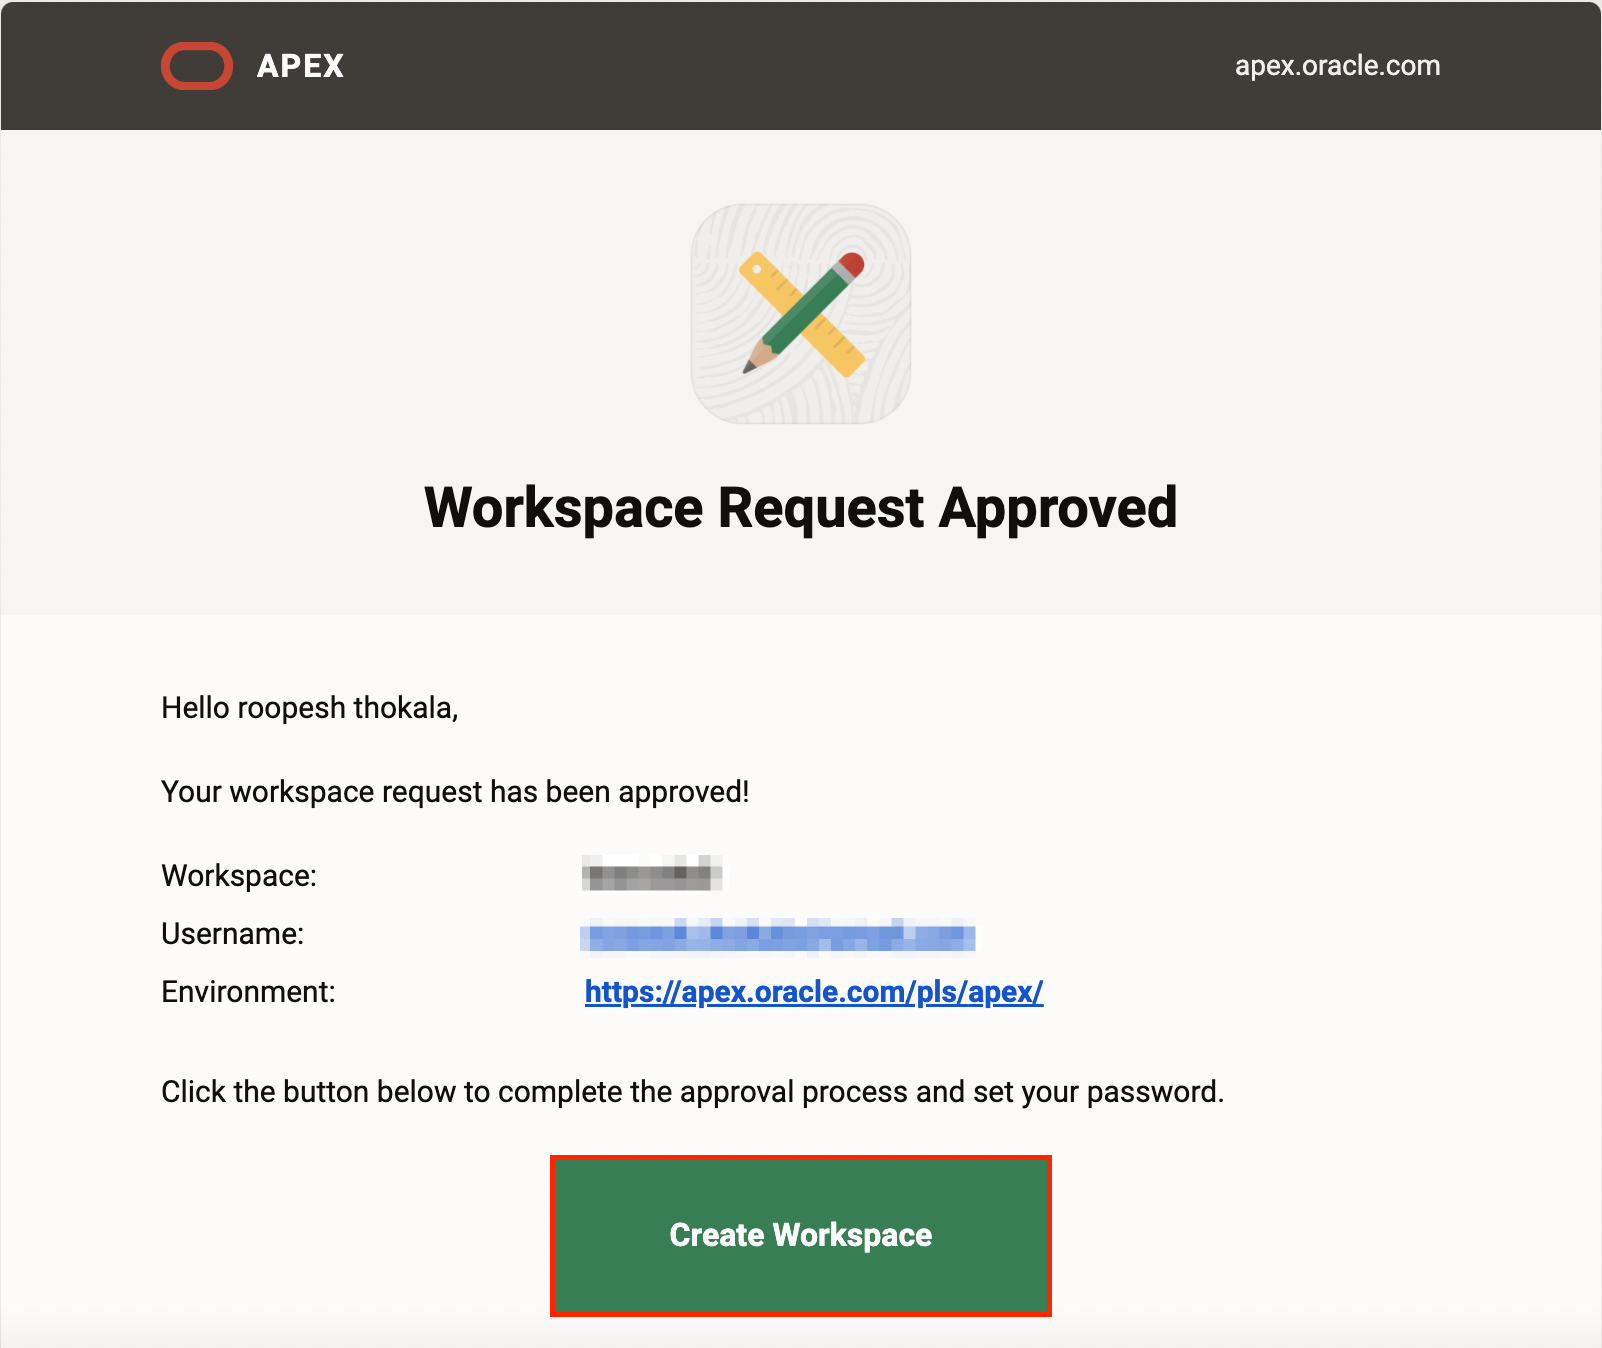 APEX
apex.oracle.com
Workspace Request Approved
Hello roopesh thokala,
Your workspace request has been approved!
Workspace:
Username:
Environment: https://apex.oracle.com/pls/apex/
Click the button below to complete the approval process and set your password.
Create Workspace